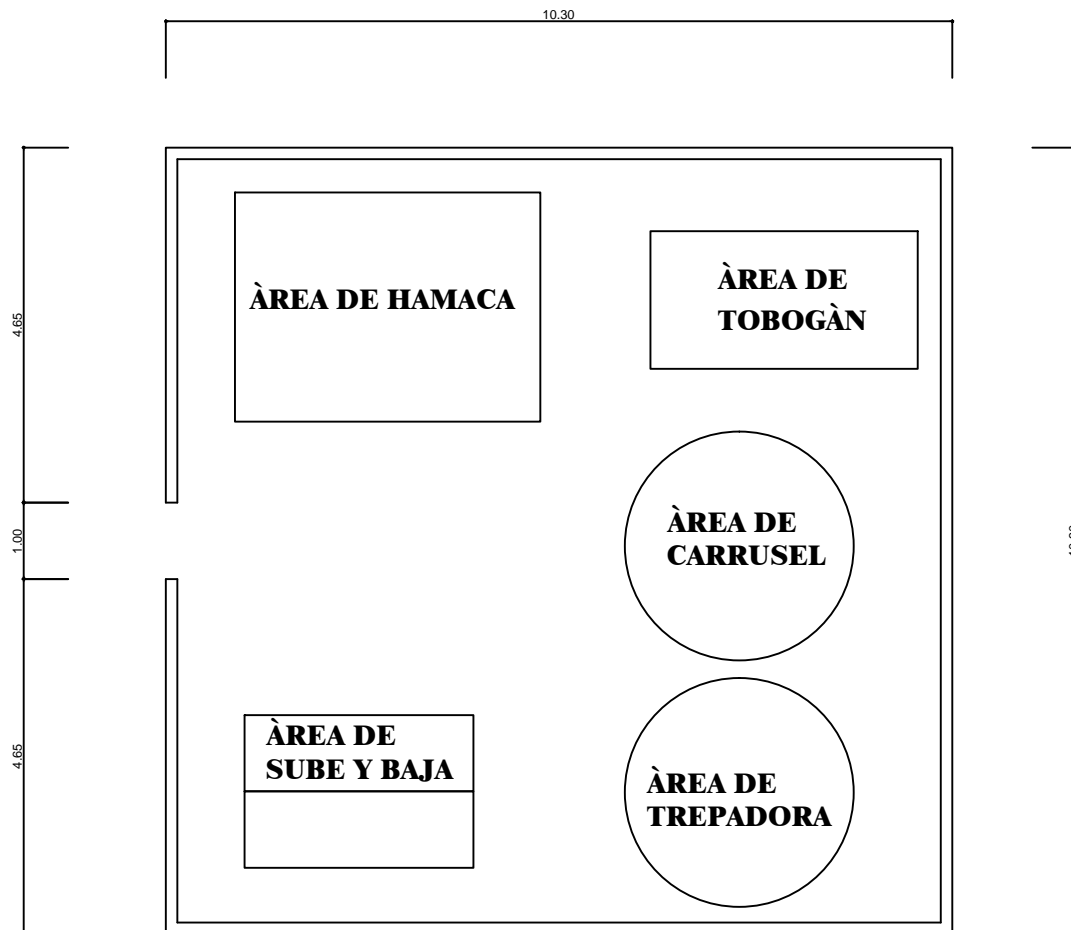 10.30
4.65
ÀREA DE HAMACA
ÀREA DE
TOBOGÀN
1.00
ÀREA DE
CARRUSEL
4.65
ÀREA DE
SUBE Y BAJA
ÀREA DE
TREPADORA